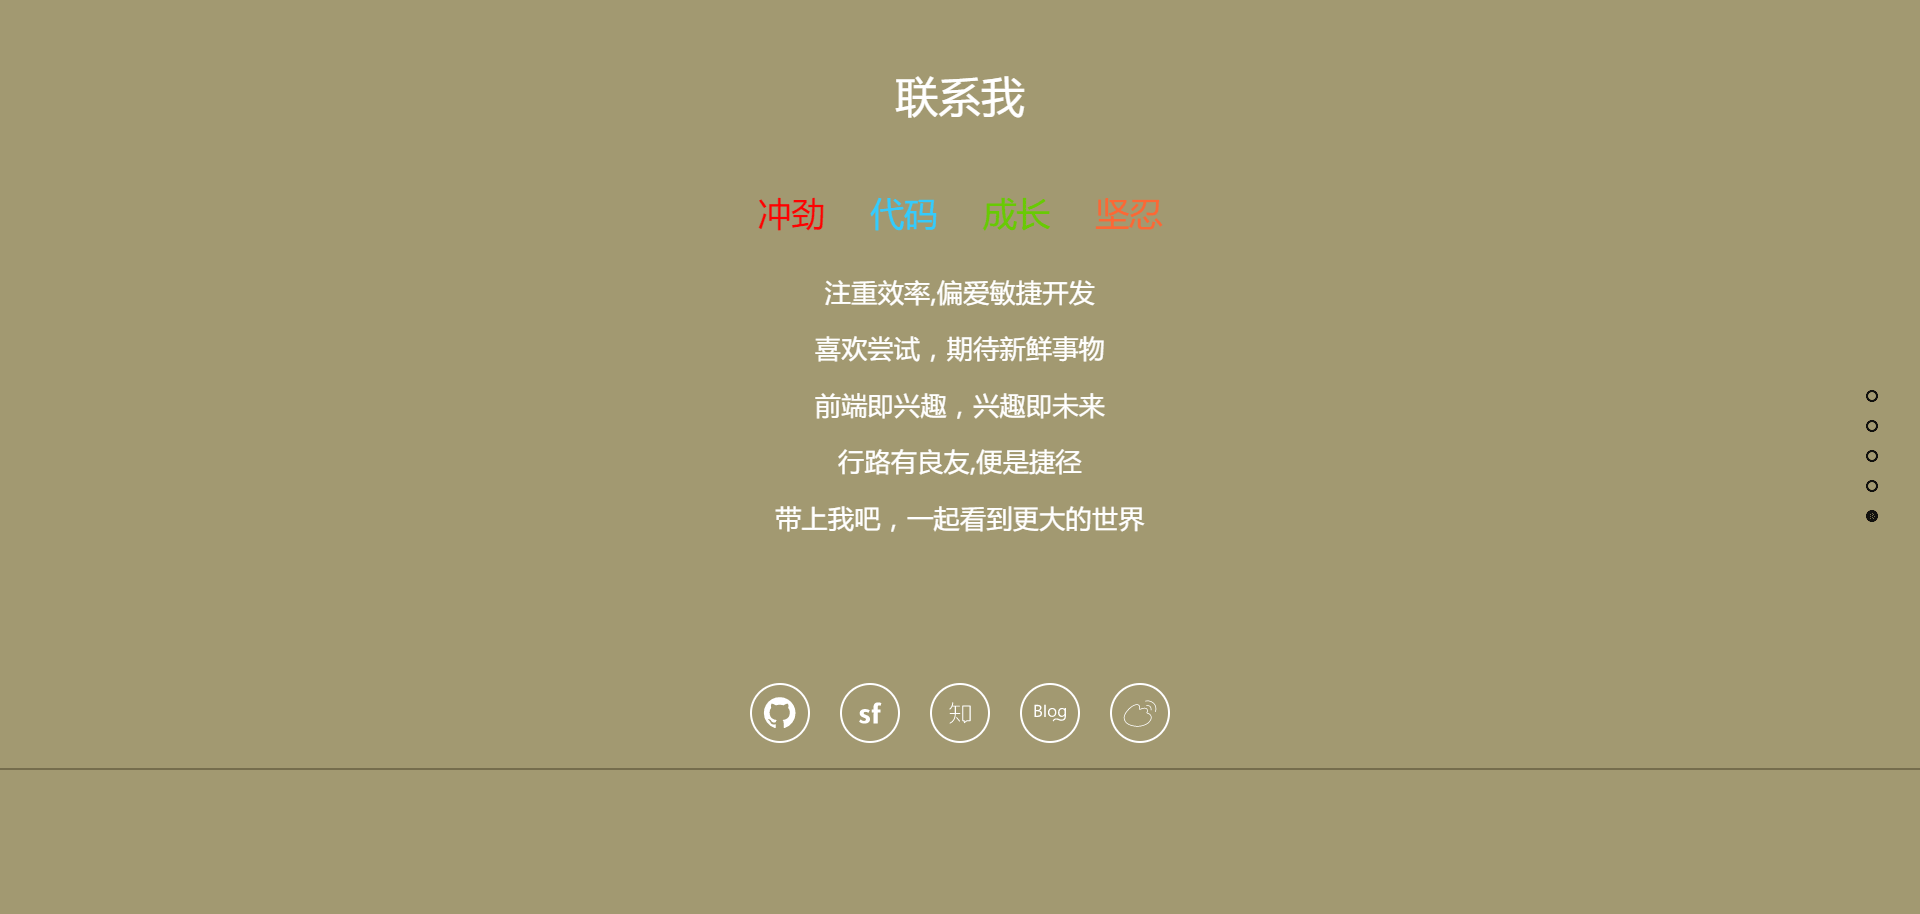 联系我
冲劲 代码 成长 坚忍
注重效率,偏爱敏捷开发
喜欢尝试，期待新鲜事物
前端即兴趣，兴趣即未来
行路有良友,便是捷径
带上我吧，一起看到更大的世界
sf 知 Blog